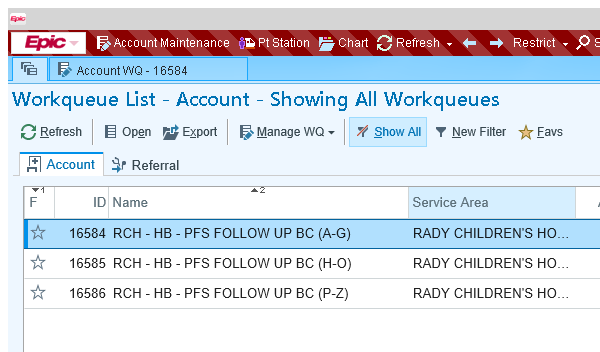 Epic
Epic Account Maintenance Pt Station Chart Refresh Restrict S
Account WQ - 16584
Workqueue List - Account - Showing All Workqueues
Refresh Open Export Manage WQ Show All New Filter Favs
Account Referral
1 2
F ID Name Service Area A
16584 RCH - HB - PFS FOLLOW UP BC (A-G) RADY CHILDREN'S HO...
16585 RCH - HB - PFS FOLLOW UP BC (H-O) RADY CHILDREN'S HO...
16586 RCH - HB - PFS FOLLOW UP BC (P-Z) RADY CHILDREN'S HO...